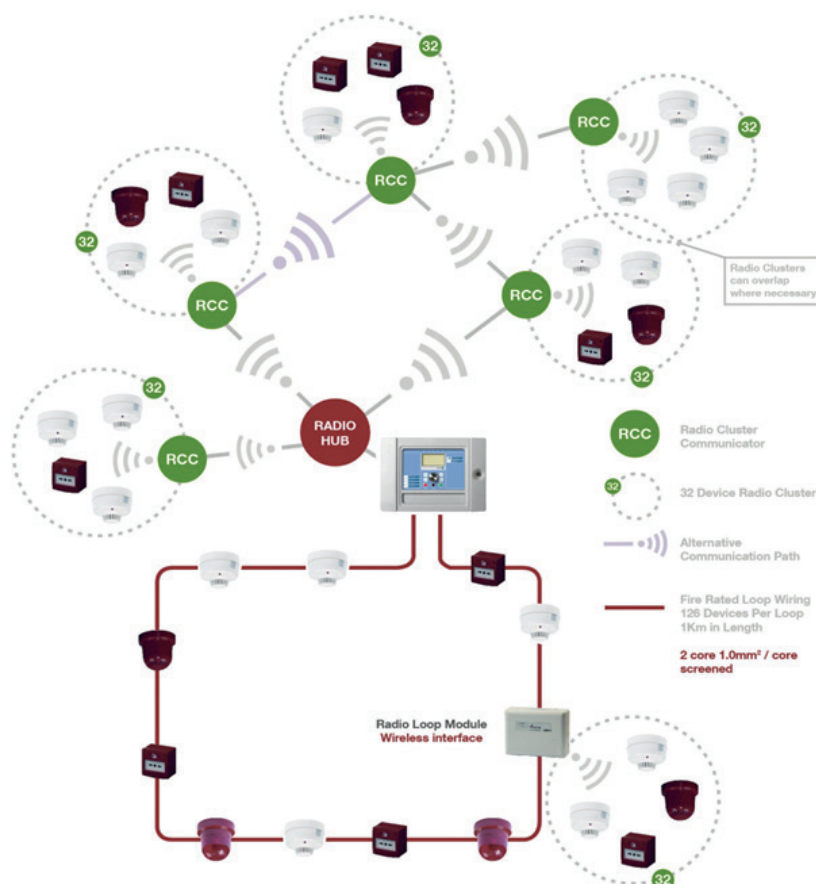 32
32
RCC
32
RCC
32
RCC
RCC
Radio Clusters
can overlap
where necessary
32
32
RADIO
HUB
RCC
RCC
Radio Cluster
Communicator
32
32 Device Radio Cluster
Alternative
Communication Path
Fire Rated Loop Wiring
126 Devices Per Loop
1Km in Length
2 core 1.0mm² / core
screened
Radio Loop Module
Wireless interface
32